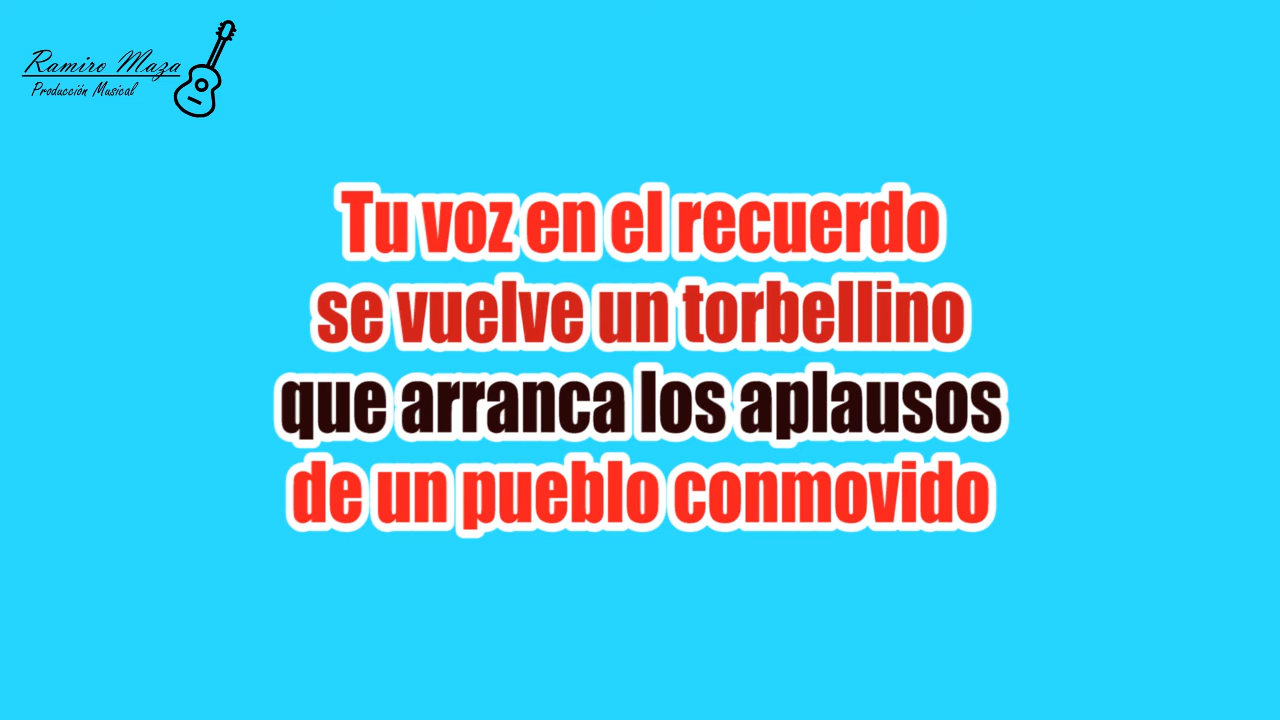 Ramiro Maza
Producción Musical
Tu voz en el recuerdo
se vuelve un torbellino
que arranca los aplausos
de un pueblo conmovido